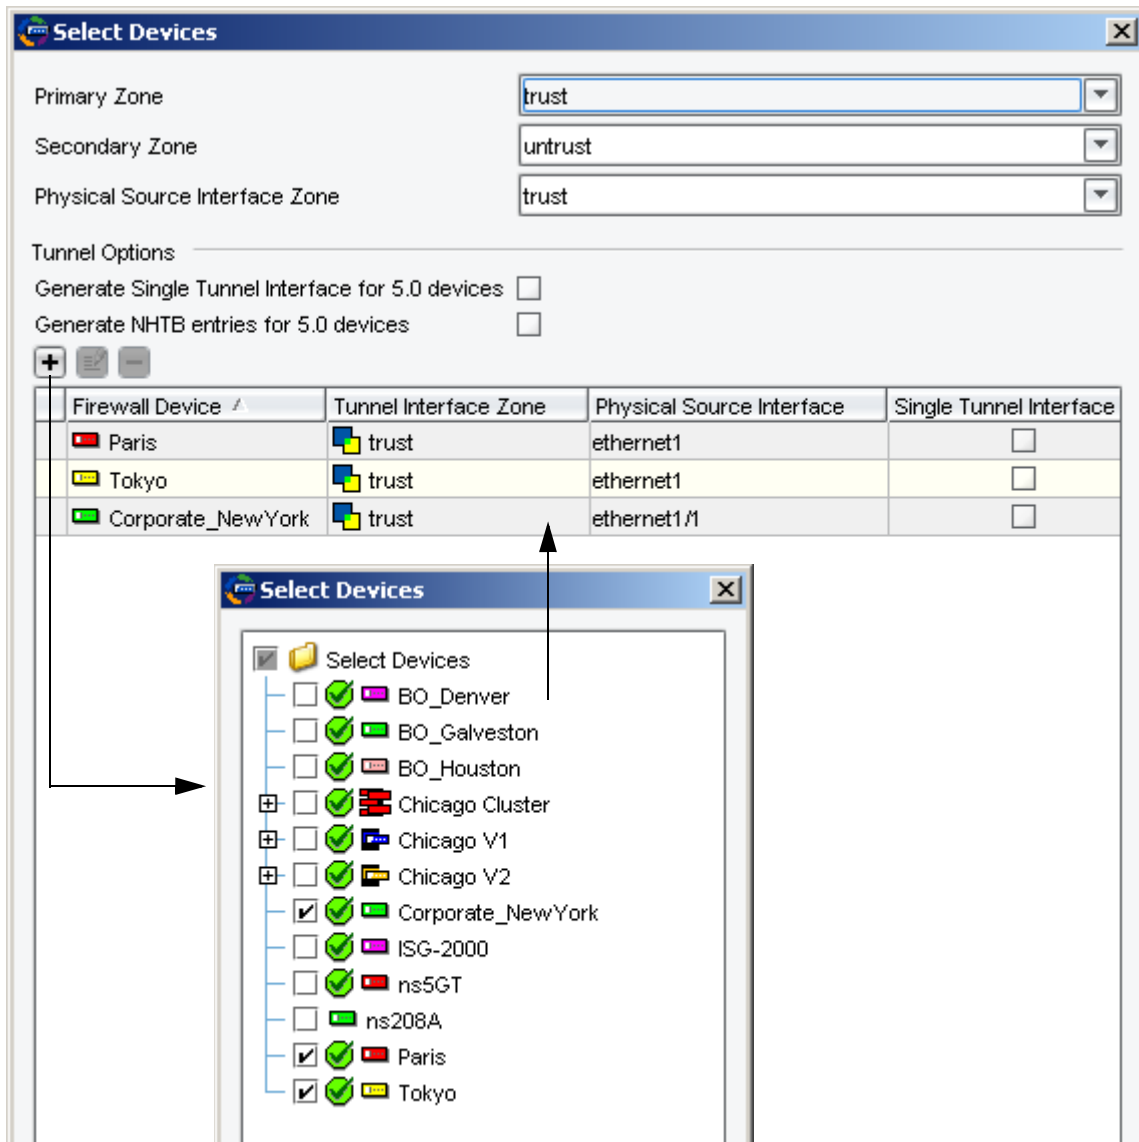 Select Devices
Primary Zone trust
Secondary Zone untrust
Physical Source Interface Zone trust
Tunnel Options
Generate Single Tunnel Interface for 5.0 devices
Generate NHTB entries for 5.0 devices
Firewall Device Tunnel Interface Zone Physical Source Interface Single Tunnel Interface
Paris trust ethernet1
Tokyo trust ethernet1
Corporate_NewYork trust ethernet1/1
Select Devices
Select Devices
BO_Denver
BO_Galveston
BO_Houston
Chicago Cluster
Chicago V1
Chicago V2
Corporate_NewYork
ISG-2000
ns5GT
ns208A
Paris
Tokyo